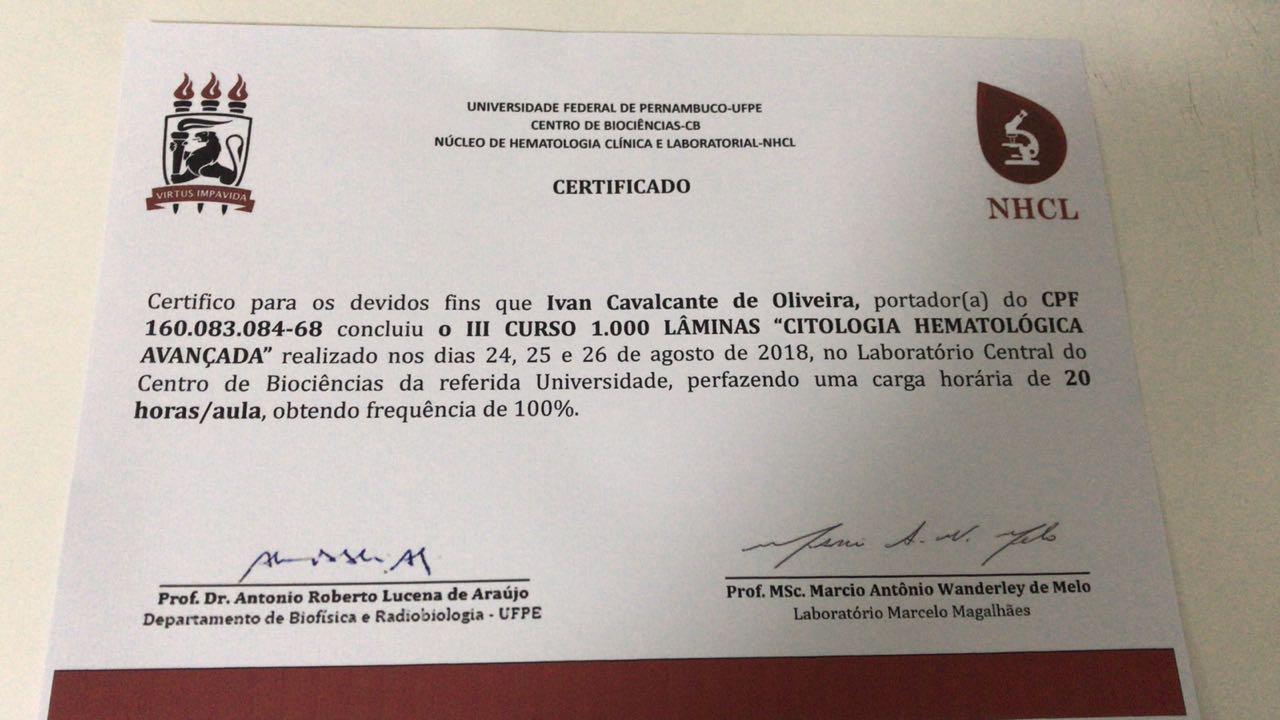 UNIVERSIDADE FEDERAL DE PERNAMBUCO-UFPE
CENTRO DE BIOCIÊNCIAS-CB
NÚCLEO DE HEMATOLOGIA CLÍNICA E LABORATORIAL-NHCL
CERTIFICADO
VIRTUS IMPAVIDA
NHCL
Certifico para os devidos fins que Ivan Cavalcante de Oliveira, portador(a) do CPF
160.083.084-68 concluiu o III CURSO 1.000 LÂMINAS “CITOLOGIA HEMATOLÓGICA
AVANÇADA” realizado nos dias 24, 25 e 26 de agosto de 2018, no Laboratório Central do
Centro de Biociências da referida Universidade, perfazendo uma carga horária de 20
horas/aula, obtendo frequência de 100%.
Prof. Dr. Antonio Roberto Lucena de Araújo
Departamento de Biofísica e Radiobiologia - UFPE
Prof. MSc. Marcio Antônio Wanderley de Melo
Laboratório Marcelo Magalhães